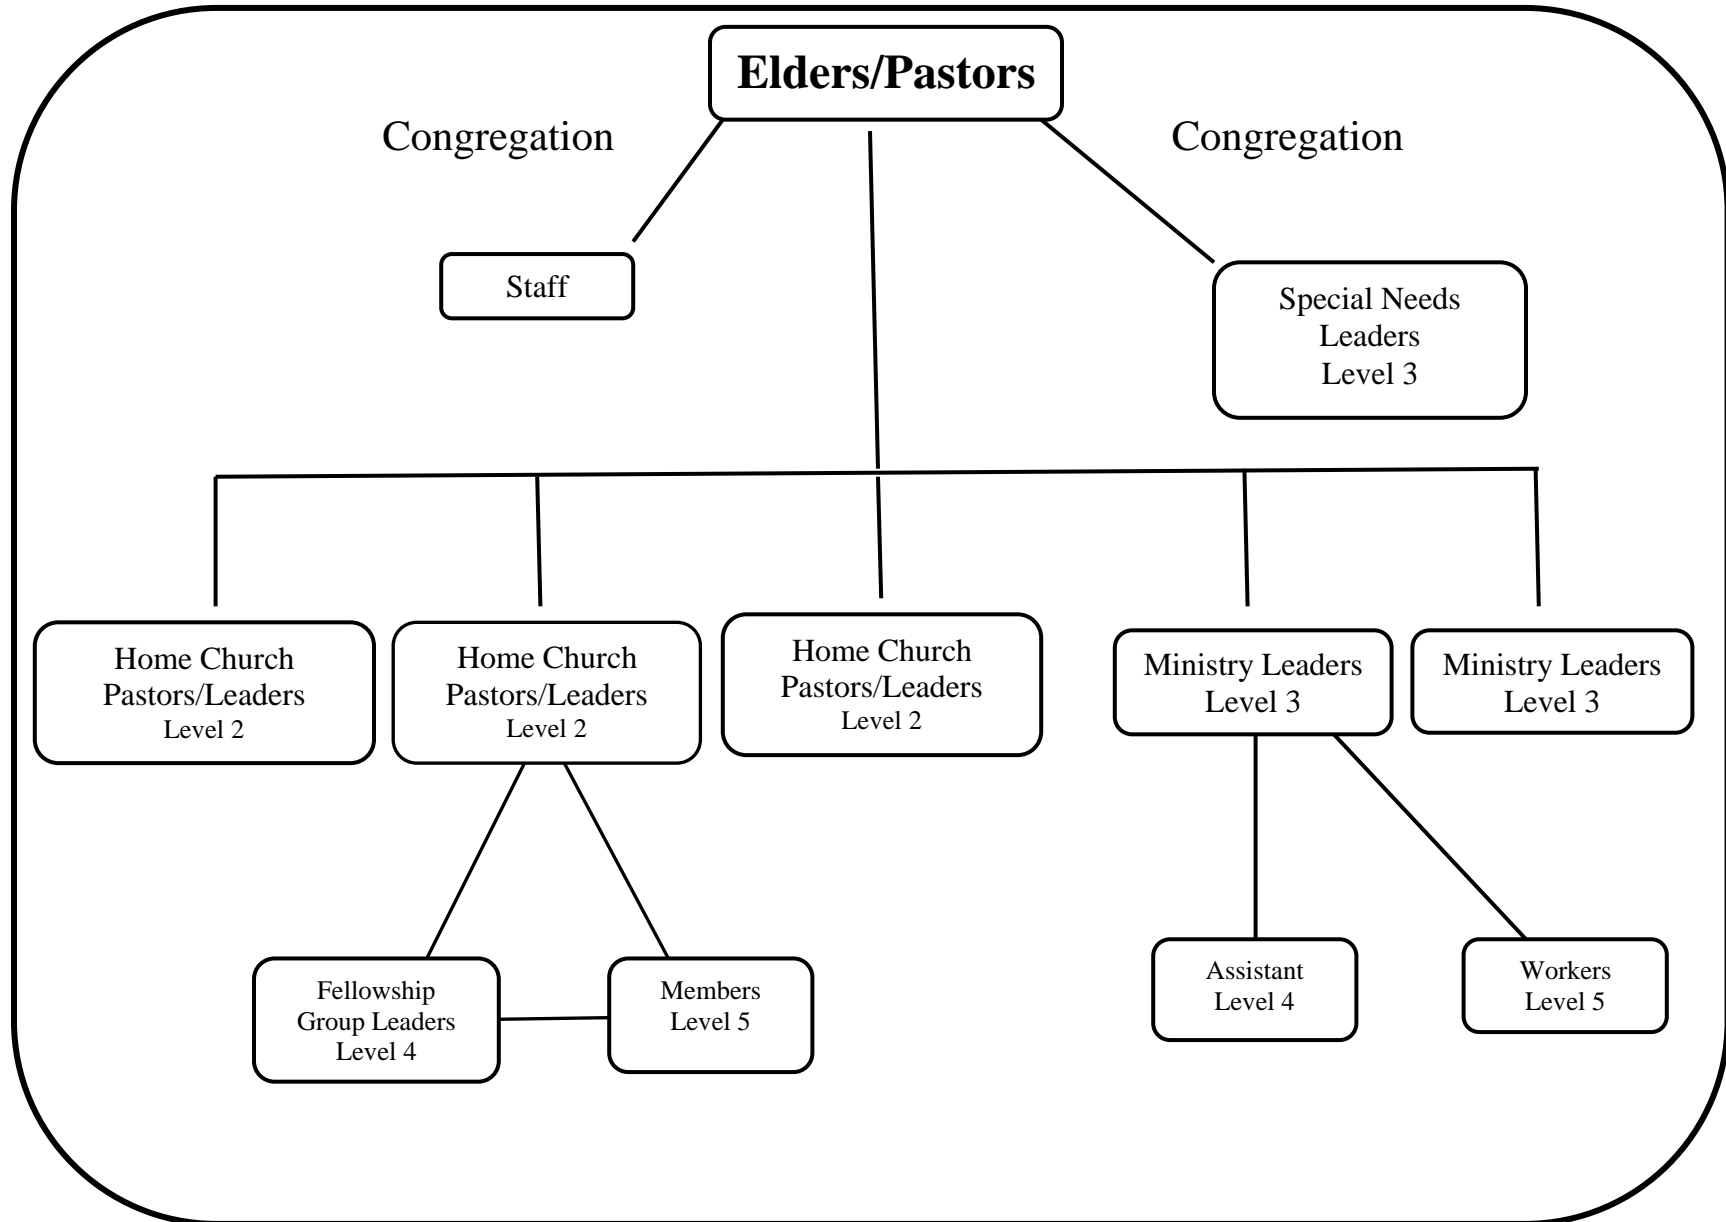 Elders/Pastors
Congregation
Congregation
Staff
Special Needs
Leaders
Level 3
Home Church
Pastors/Leaders
Level 2
Home Church
Pastors/Leaders
Level 2
Home Church
Pastors/Leaders
Level 2
Ministry Leaders
Level 3
Ministry Leaders
Level 3
Fellowship
Group Leaders
Level 4
Members
Level 5
Assistant
Level 4
Workers
Level 5